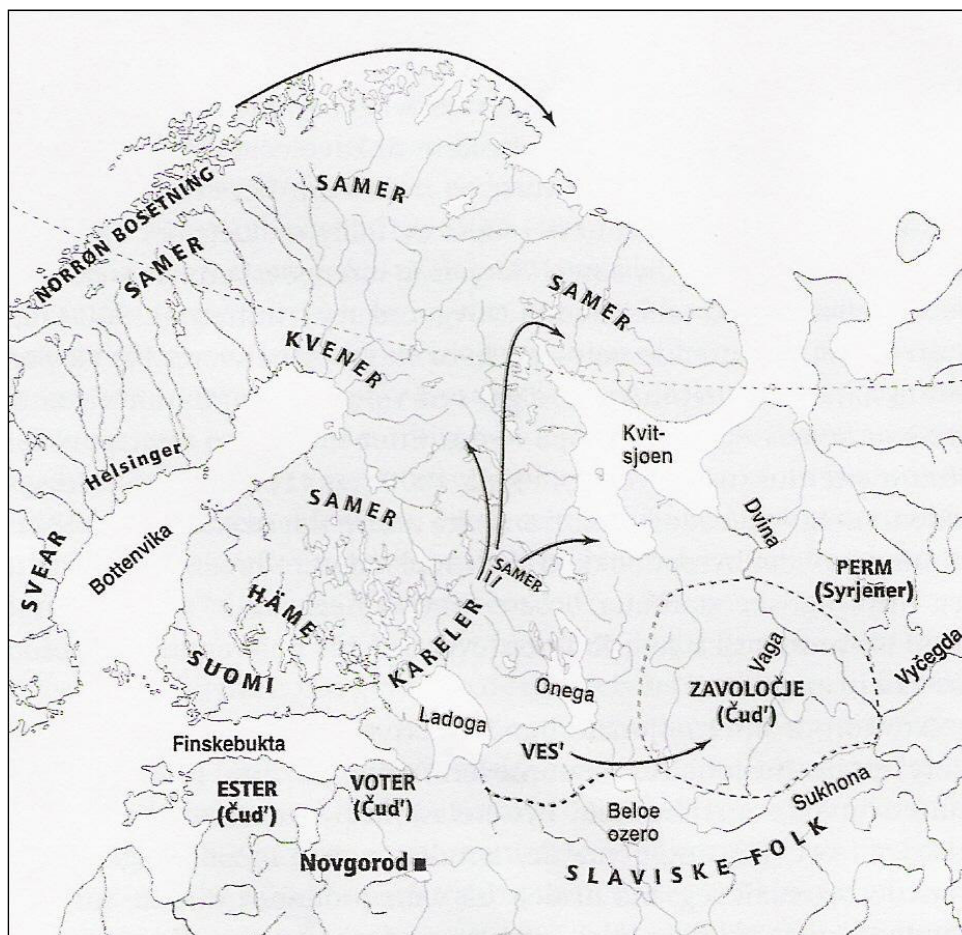 SAMER
NORRØN BOSETNING
SAMER
SAMER
KVENER
Kvit-
sjøen
Helsinger
SAMER
Dvina
SVEAR
Bottenvika
SAMER
PERM
(Syrjener)
HÄME
KARELER
Vaga
Vyčegda
SUOMI
Onega
ZAVOLOČJE
(Čud')
Ladoga
Finskebukta
VES'
ESTER
(Čud')
VOTER
(Čud')
Sukhona
Beloe
ozero
Novgorod
SLAVISKE FOLK